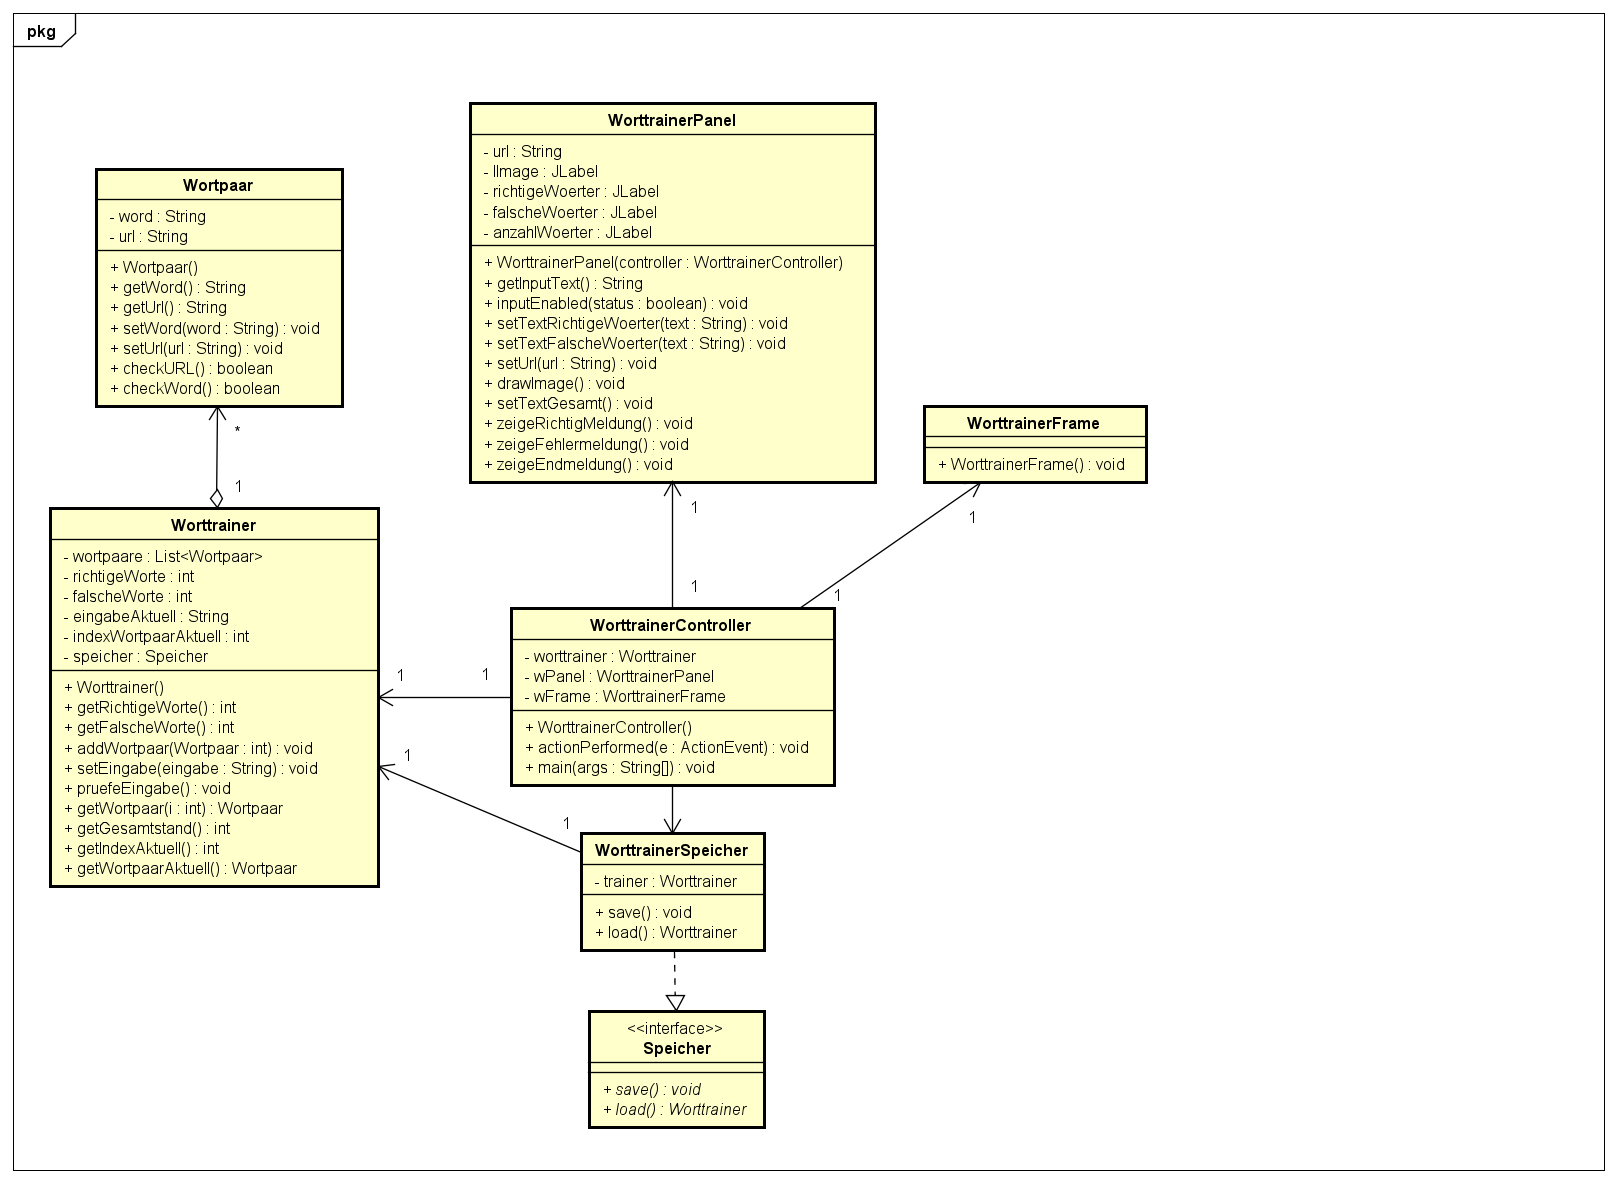 pkg
WorttrainerPanel
- url : String
- lImage : JLabel
- richtigeWoerter : JLabel
- falscheWoerter : JLabel
- anzahlWoerter : JLabel
+ WorttrainerPanel(controller : WorttrainerController)
+ getInputText() : String
+ inputEnabled(status : boolean) : void
+ setTextRichtigeWoerter(text : String) : void
+ setTextFalscheWoerter(text : String) : void
+ setUrl(url : String) : void
+ drawImage() : void
+ setTextGesamt() : void
+ zeigeRichtigMeldung() : void
+ zeigeFehlermeldung() : void
+ zeigeEndmeldung() : void
Wortpaar
- word : String
- url : String
+ Wortpaar()
+ getWord() : String
+ getUrl() : String
+ setWord(word : String) : void
+ setUrl(url : String) : void
+ checkURL() : boolean
+ checkWord() : boolean
WorttrainerFrame
+ WorttrainerFrame() : void
*
1
1
1
1
1
Worttrainer
- wortpaare : List<Wortpaar>
- richtigeWorte : int
- falscheWorte : int
- eingabeAktuell : String
- indexWortpaarAktuell : int
- speicher : Speicher
+ Worttrainer()
+ getRichtigeWorte() : int
+ getFalscheWorte() : int
+ addWortpaar(Wortpaar : int) : void
+ setEingabe(eingabe : String) : void
+ pruefeEingabe() : void
+ getWortpaar(i : int) : Wortpaar
+ getGesamtstand() : int
+ getIndexAktuell() : int
+ getWortpaarAktuell() : Wortpaar
1
1
1
1
WorttrainerController
- worttrainer : Worttrainer
- wPanel : WorttrainerPanel
- wFrame : WorttrainerFrame
+ WorttrainerController()
+ actionPerformed(e : ActionEvent) : void
+ main(args : String[]) : void
WorttrainerSpeicher
- trainer : Worttrainer
+ save() : void
+ load() : Worttrainer
<<interface>>
Speicher
+ save() : void
+ load() : Worttrainer